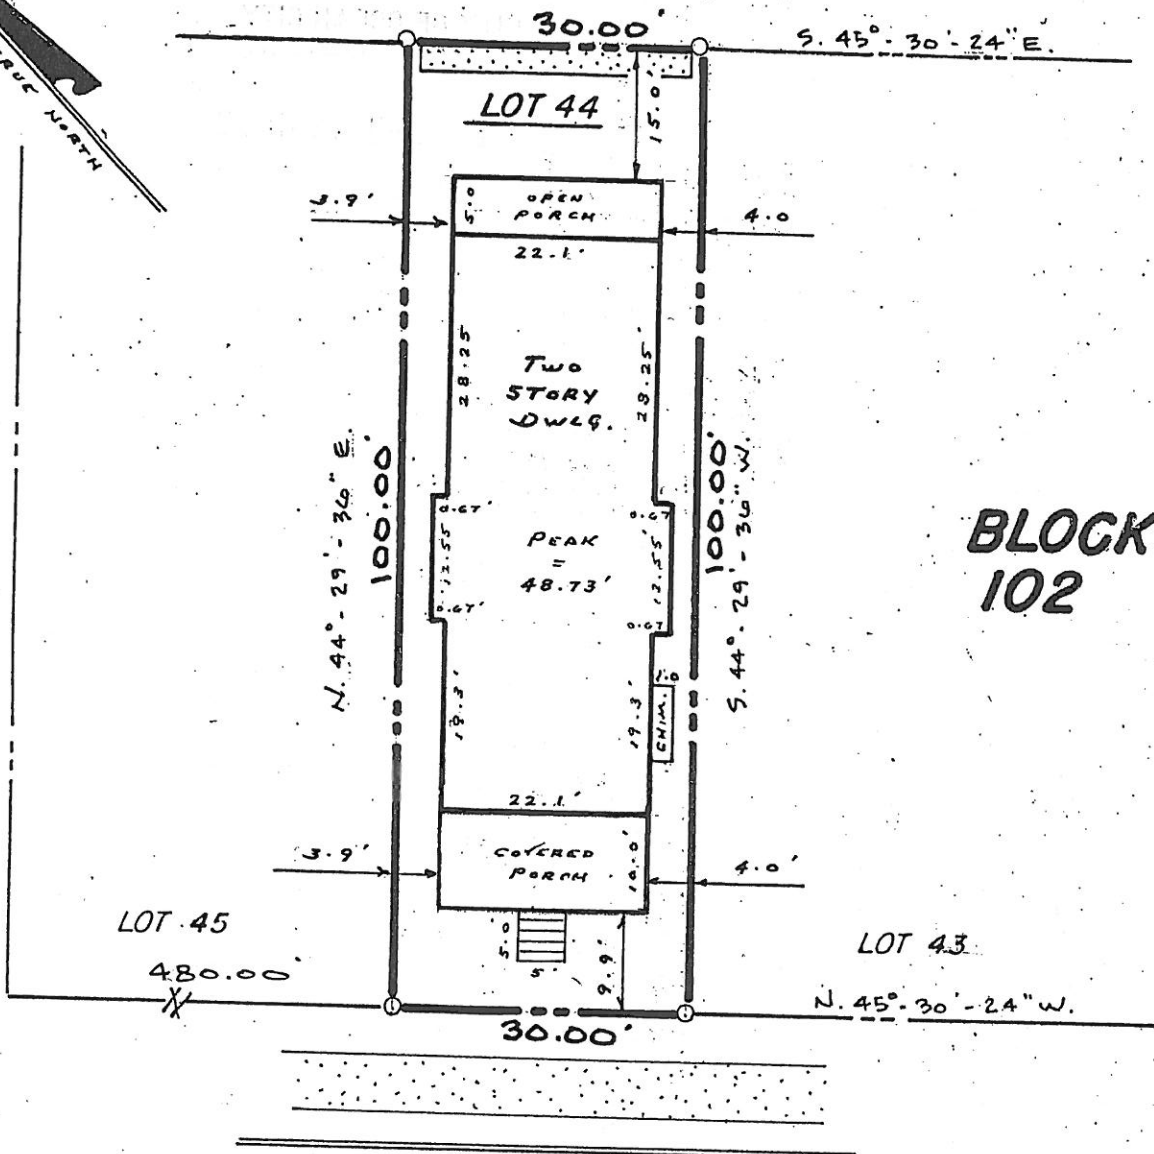 30.00'
S. 45°-30'-24" E.
TRUE NORTH
LOT 44
15.0'
3.9'
5.0
OPEN
PORCH
4.0
22.1'
28.25
28.25'
TWO
STORY
DWLG.
N. 44°-29'-36" E.
100.00'
100.00'
S. 44°-29'-36" W.
0.67'
0.67
12.55
12.55'
PEAK
=
48.73'
0.67'
0.67
BLOCK
102
19.3'
19.3'
CHIM.
22.1'
3.9'
COVERED
PORCH
10.0'
4.0'
LOT 45
5.0
5'
9.9'
LOT 43
480.00'
N. 45°-30'-24" W.
30.00'